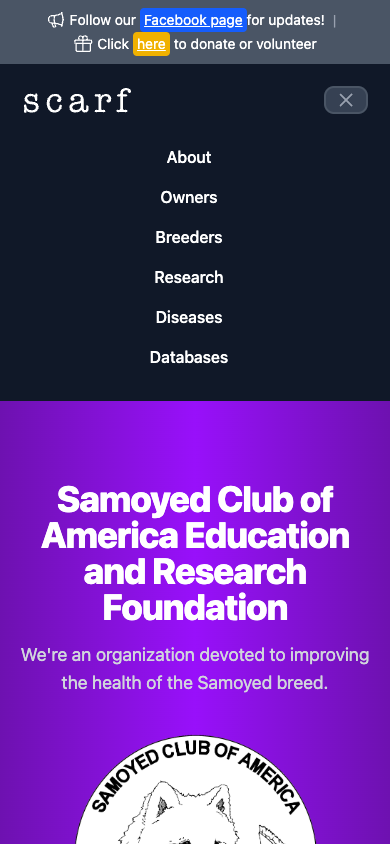 Follow our Facebook page for updates! |
Click here to donate or volunteer
scarf
About
Owners
Breeders
Research
Diseases
Databases
Samoyed Club of
America Education
and Research
Foundation
We're an organization devoted to improving
the health of the Samoyed breed.
SAMOYED CLUB OF AMERICA